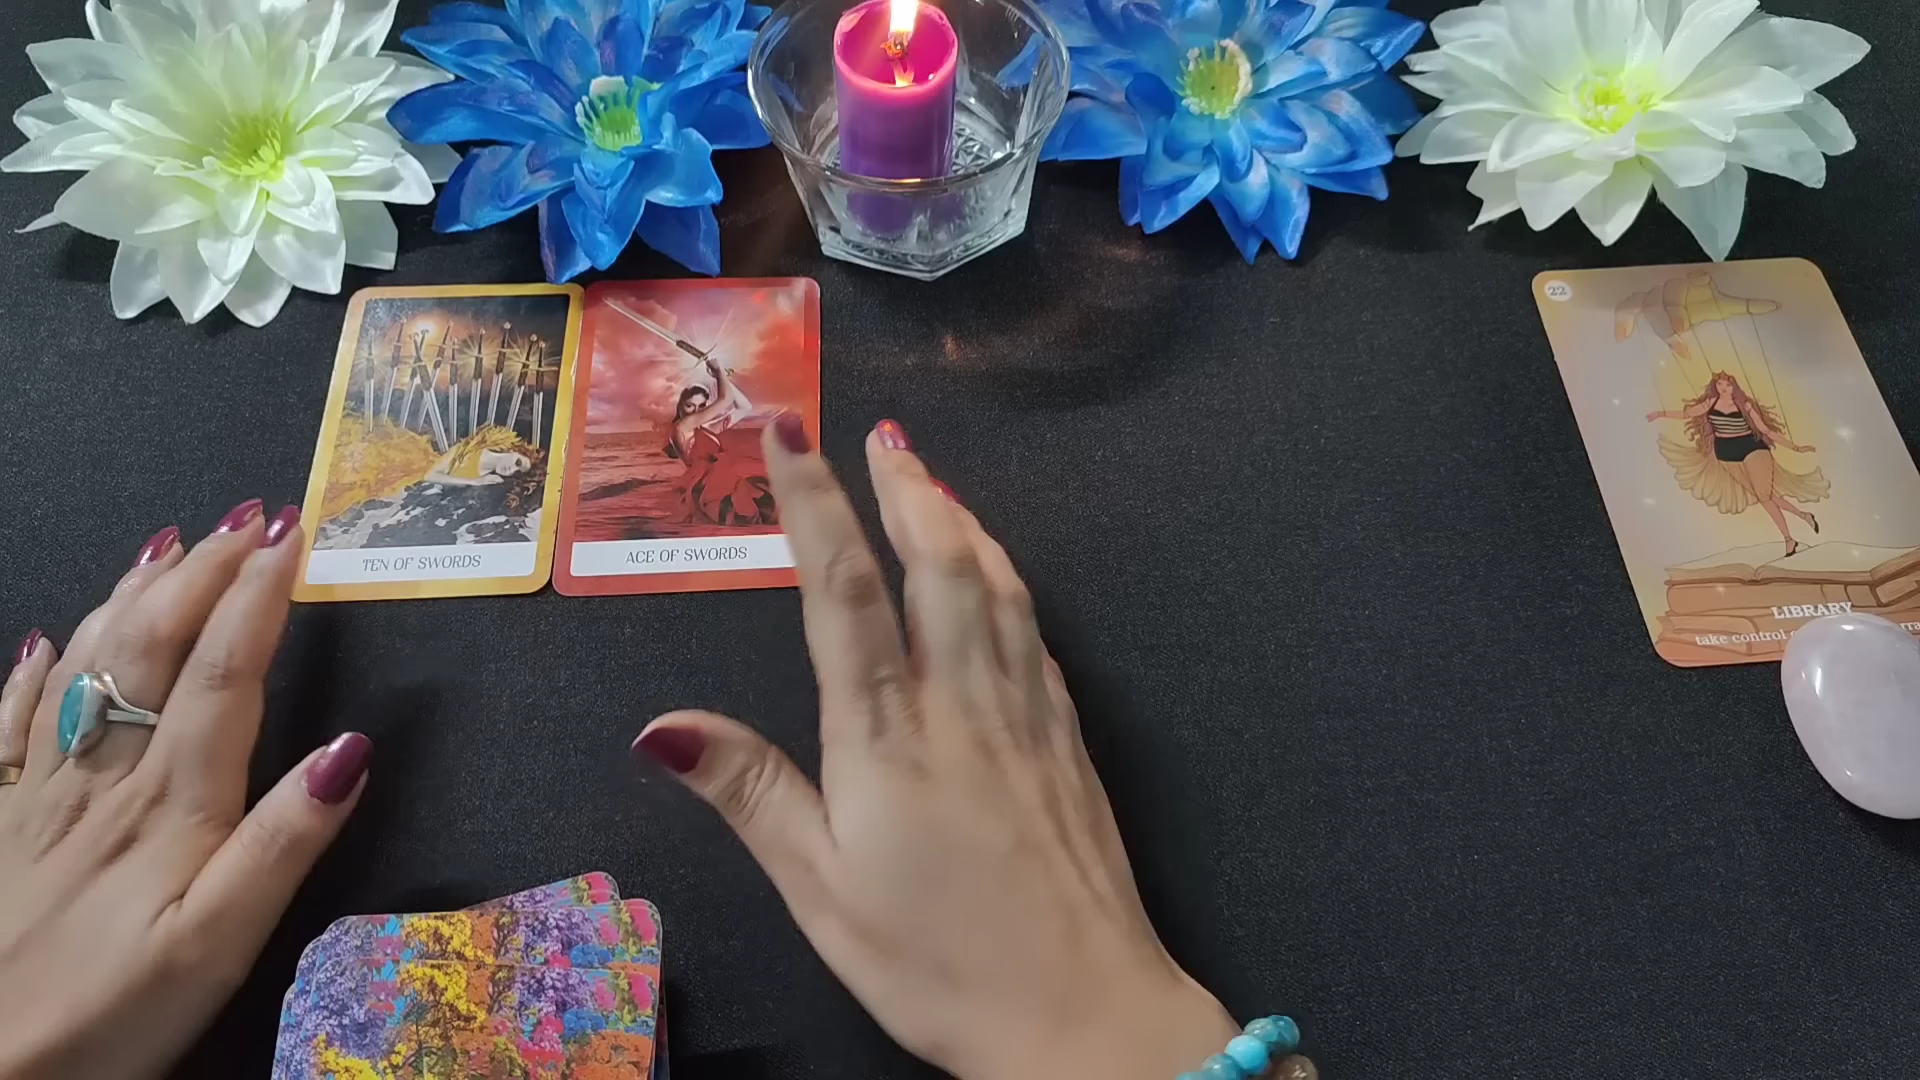 22
TEN OF SWORDS
ACE OF SWORDS
LIBRARY
take control